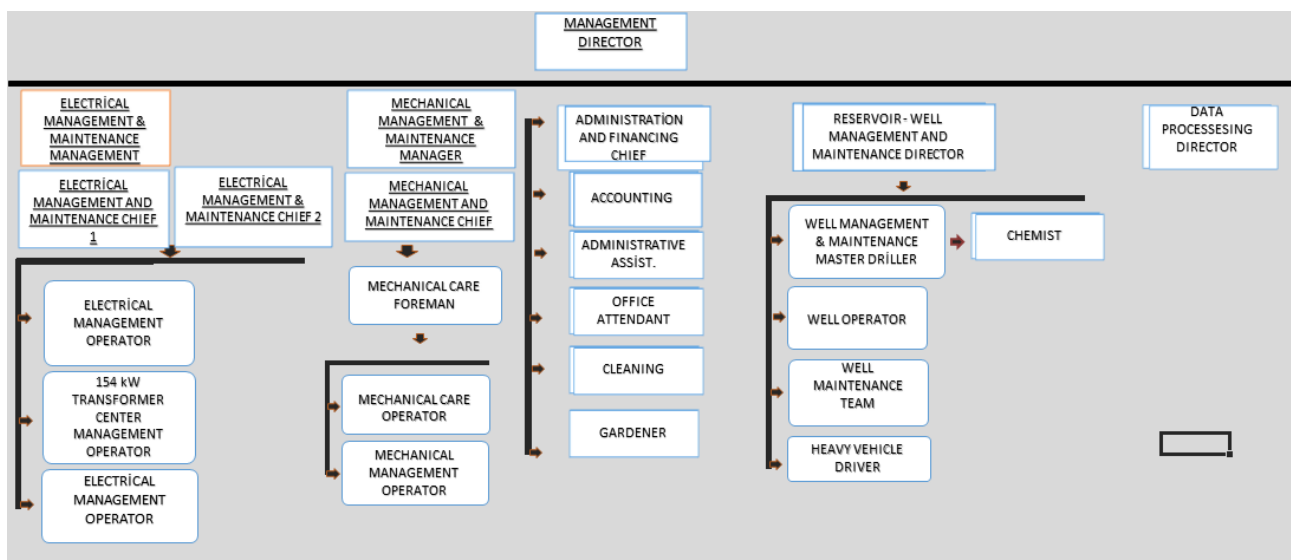 MANAGEMENT
DIRECTOR
ELECTRİCAL
MANAGEMENT &
MAINTENANCE
MANAGEMENT
ELECTRİCAL
MANAGEMENT AND
MAINTENANCE CHIEF
1
ELECTRİCAL
MANAGEMENT &
MAINTENANCE CHIEF 2
ELECTRİCAL
MANAGEMENT
OPERATOR
154 kW
TRANSFORMER
CENTER
MANAGEMENT
OPERATOR
ELECTRİCAL
MANAGEMENT
OPERATOR
MECHANICAL
MANAGEMENT &
MAINTENANCE
MANAGER
MECHANICAL
MANAGEMENT AND
MAINTENANCE CHIEF
MECHANICAL CARE
FOREMAN
MECHANICAL CARE
OPERATOR
MECHANICAL
MANAGEMENT
OPERATOR
ADMINISTRATİON
AND FINANCING
CHIEF
ACCOUNTING
ADMINISTRATIVE
ASSİST.
OFFICE
ATTENDANT
CLEANING
GARDENER
RESERVOIR - WELL
MANAGEMENT AND
MAINTENANCE DIRECTOR
WELL MANAGEMENT
& MAINTENANCE
MASTER DRİLLER
CHEMIST
WELL OPERATOR
WELL
MAINTENANCE
TEAM
HEAVY VEHICLE
DRIVER
DATA
PROCESSESING
DIRECTOR